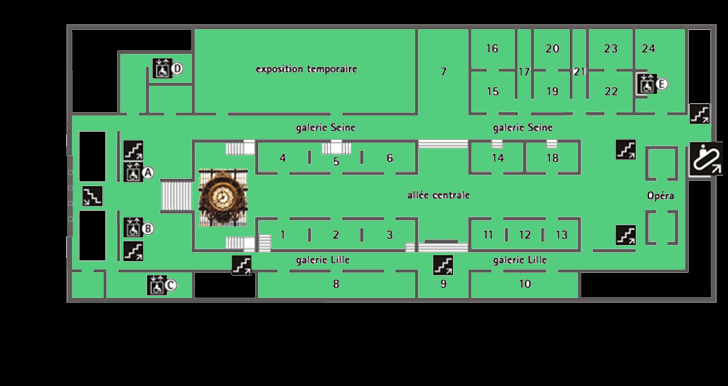 16 20 23 24
D
exposition temporaire 7 17 21
E
15 19 22
galerie Seine galerie Seine
4 5 6 14 18
A
allée centrale Opéra
B
1 2 3 11 12 13
galerie Lille galerie Lille
C 8 9 10